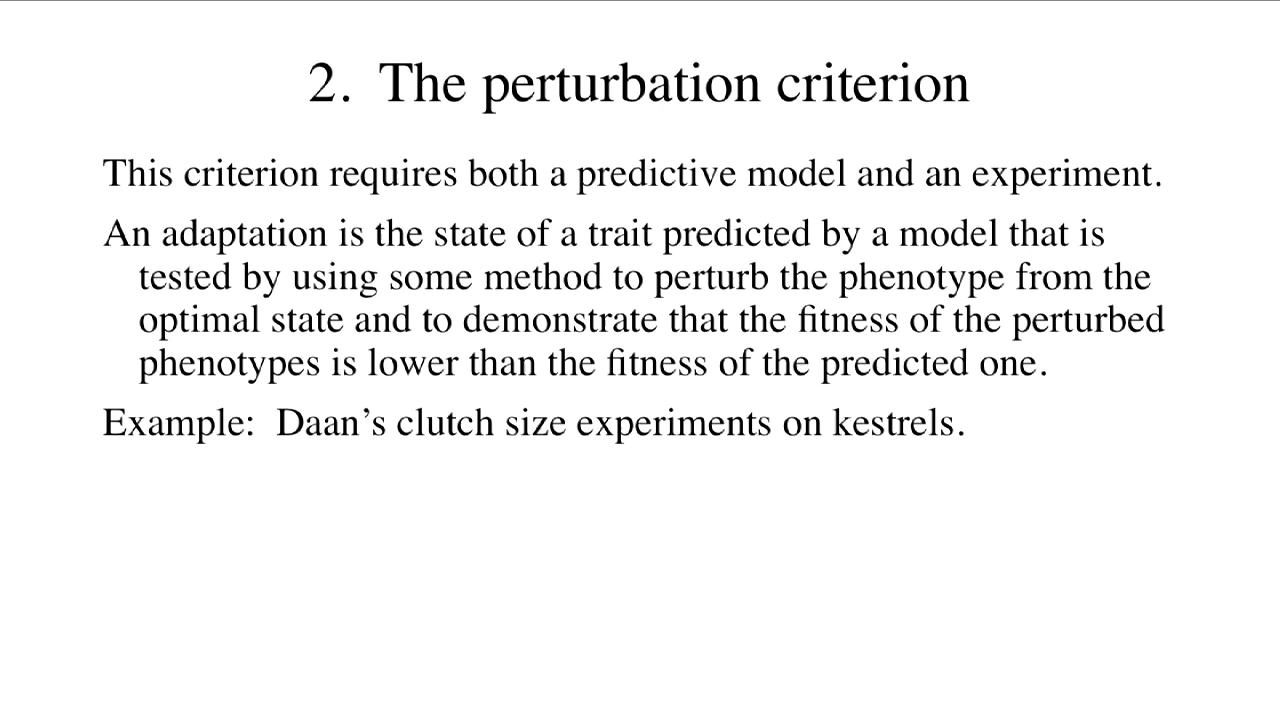 2. The perturbation criterion
This criterion requires both a predictive model and an experiment.
An adaptation is the state of a trait predicted by a model that is
tested by using some method to perturb the phenotype from the
optimal state and to demonstrate that the fitness of the perturbed
phenotypes is lower than the fitness of the predicted one.
Example: Daan’s clutch size experiments on kestrels.